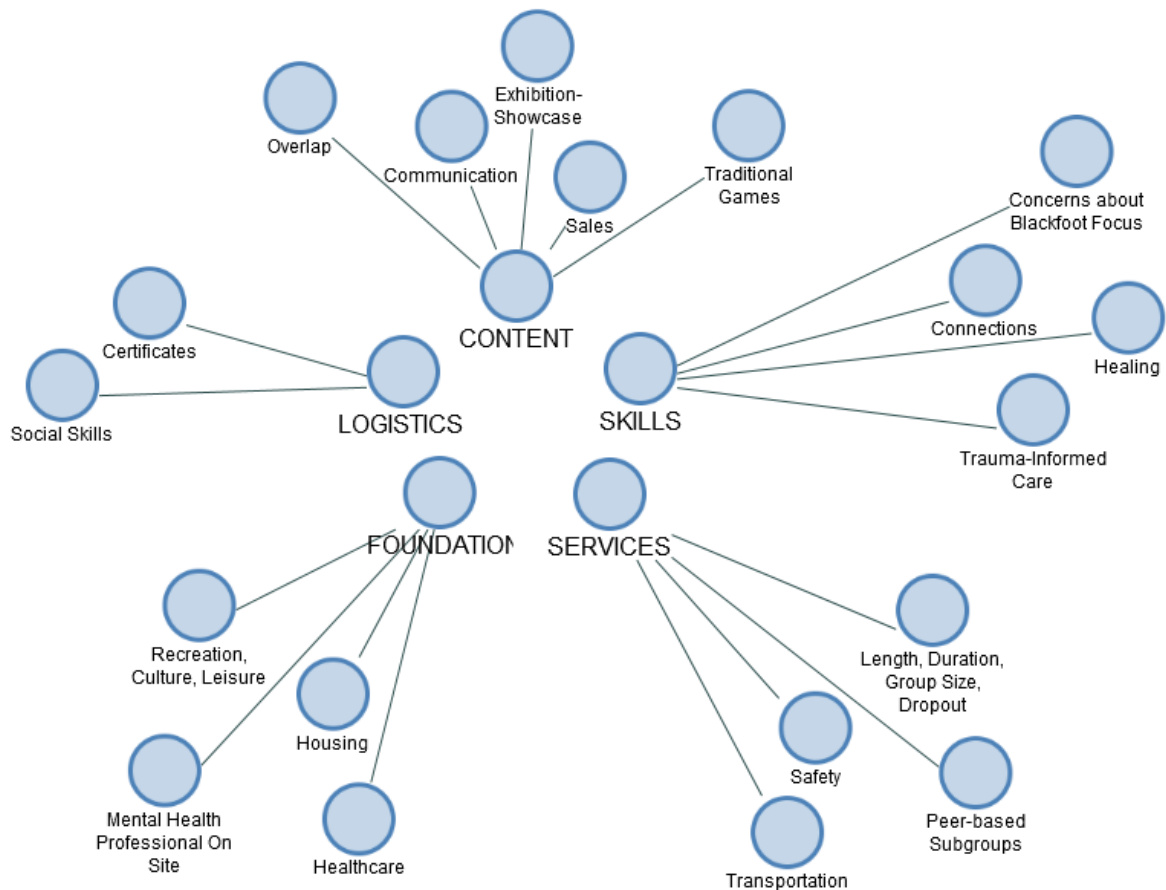 Exhibition-
Showcase
Overlap
Communication
Sales
Traditional
Games
Concerns about
Blackfoot Focus
CONTENT
Connections
Healing
Certificates
Social Skills
LOGISTICS
SKILLS
Trauma-Informed
Care
FOUNDATION
SERVICES
Recreation,
Culture, Leisure
Housing
Mental Health
Professional On
Site
Healthcare
Length, Duration,
Group Size,
Dropout
Safety
Peer-based
Subgroups
Transportation